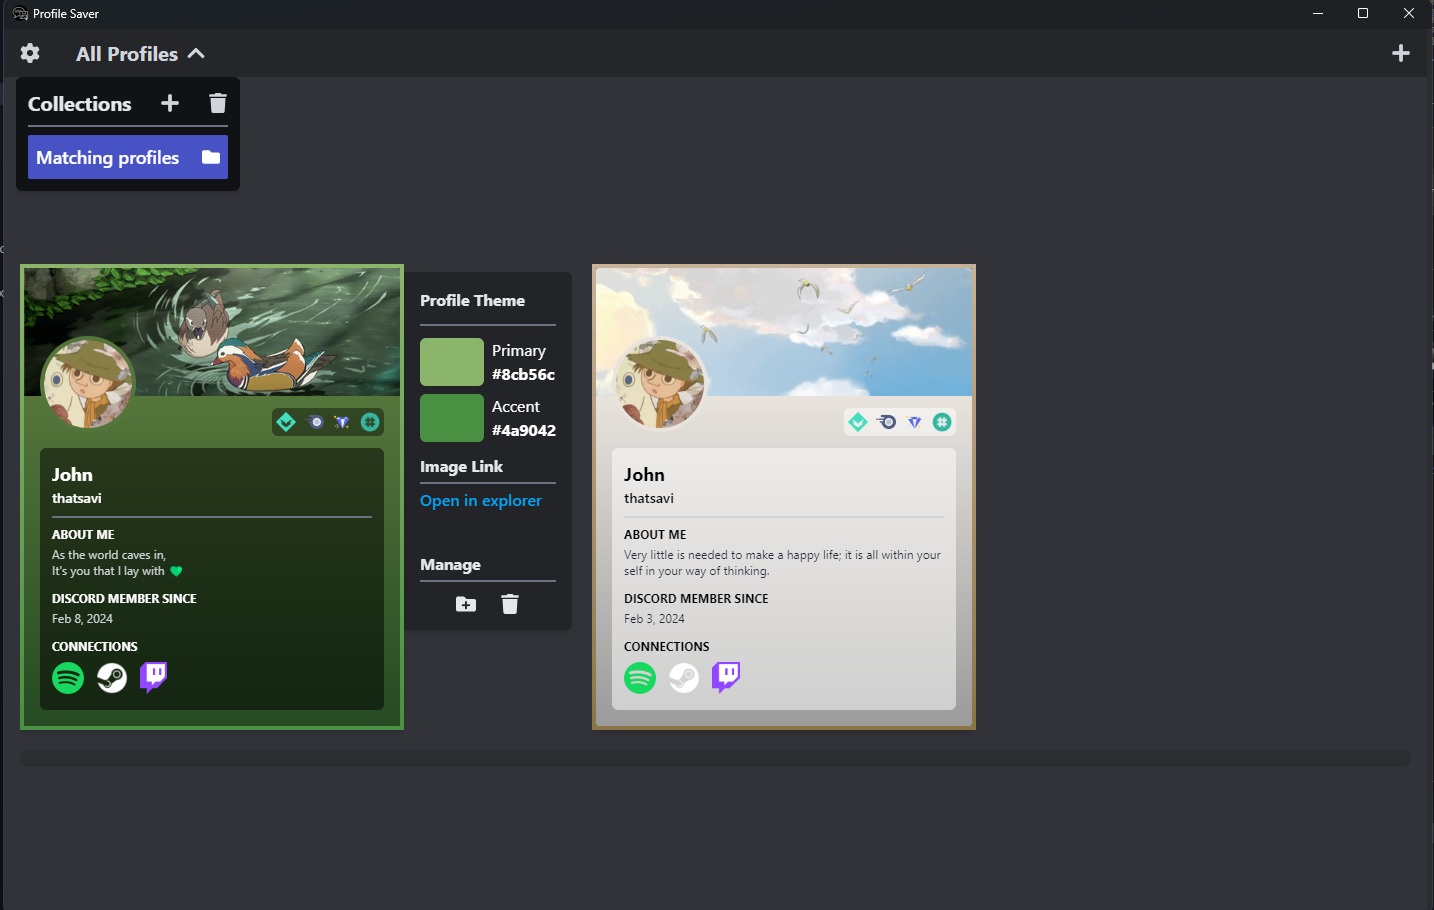 Profile Saver
All Profiles
Collections
Matching profiles
John
thatsavi
ABOUT ME
As the world caves in,
It's you that I lay with
DISCORD MEMBER SINCE
Feb 8, 2024
CONNECTIONS
Profile Theme
Primary
#8cb56c
Accent
#4a9042
Image Link
Open in explorer
Manage
John
thatsavi
ABOUT ME
Very little is needed to make a happy life; it is all within your
self in your way of thinking.
DISCORD MEMBER SINCE
Feb 3, 2024
CONNECTIONS